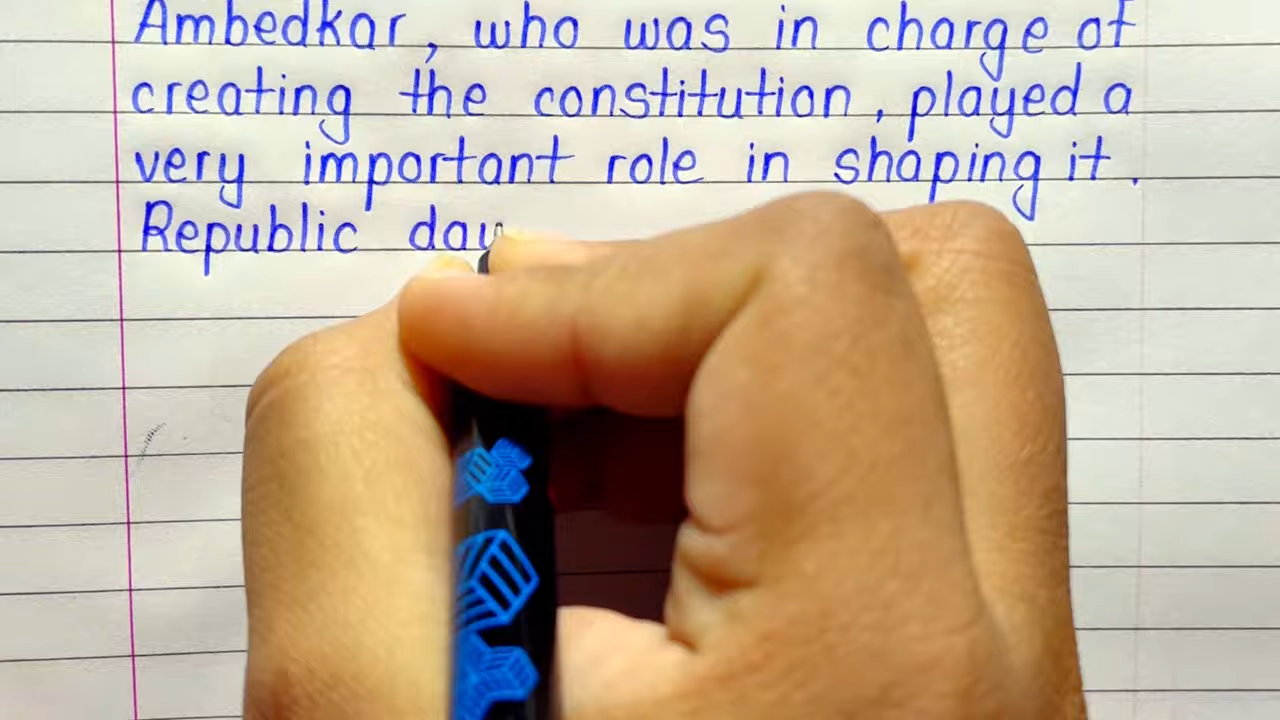 Ambedkar, who was in charge of
creating the constitution, played a
very important role in shaping it.
Republic day